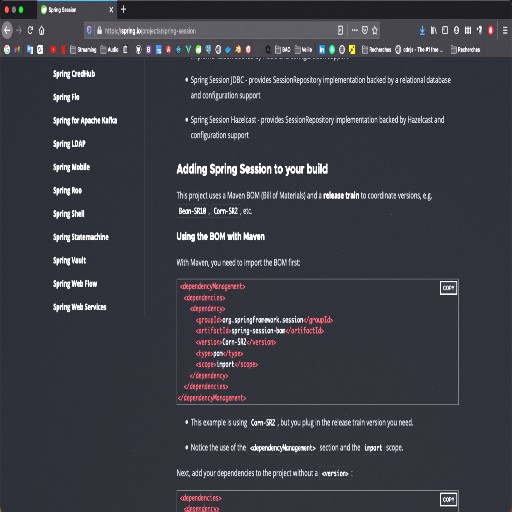 Spring Session
https://spring.io/projects/spring-session
Streaming
Audio
DAO
Veille
Recherches
cdnjs - The #1 free ...
Recherches
Spring CredHub
Spring Flo
Spring for Apache Kafka
Spring LDAP
Spring Mobile
Spring Roo
Spring Shell
Spring Statemachine
Spring Vault
Spring Web Flow
Spring Web Services
Spring Session JDBC - provides SessionRepository implementation backed by a relational database
and configuration support
Spring Session Hazelcast - provides SessionRepository implementation backed by Hazelcast and
configuration support
Adding Spring Session to your build
This project uses a Maven BOM (Bill of Materials) and a release train to coordinate versions, e.g.
Bean-SR10 , Corn-SR2 , etc.
Using the BOM with Maven
With Maven, you need to import the BOM first:
COPY
<dependencyManagement>
<dependencies>
<dependency>
<groupId>org.springframework.session</groupId>
<artifactId>spring-session-bom</artifactId>
<version>Corn-SR2</version>
<type>pom</type>
<scope>import</scope>
</dependency>
</dependencies>
</dependencyManagement>
This example is using Corn-SR2 , but you plug in the release train version you need.
Notice the use of the <dependencyManagement> section and the import scope.
Next, add your dependencies to the project without a <version> :
COPY
<dependencies>
<dependency>